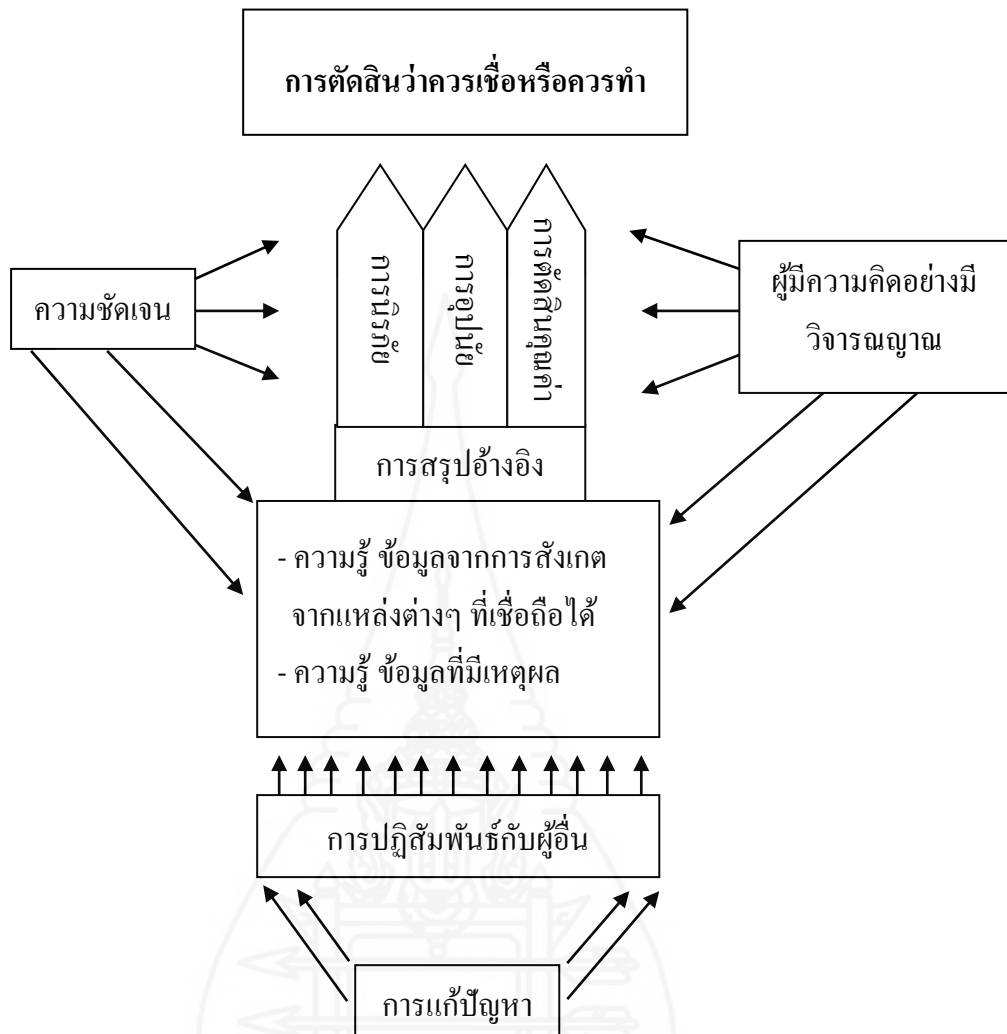 การตัดสินว่าควรเชื่อหรือควรทำ
การนิรภัย
การอุปนัย
การตัดสินคุณค่า
ความชัดเจน
ผู้มีความคิดอย่างมี
วิจารณญาณ
การสรุปอ้างอิง
- ความรู้ ข้อมูลจากการสังเกต
จากแหล่งต่างๆ ที่เชื่อถือได้
- ความรู้ ข้อมูลที่มีเหตุผล
การปฏิสัมพันธ์กับผู้อื่น
การแก้ปัญหา